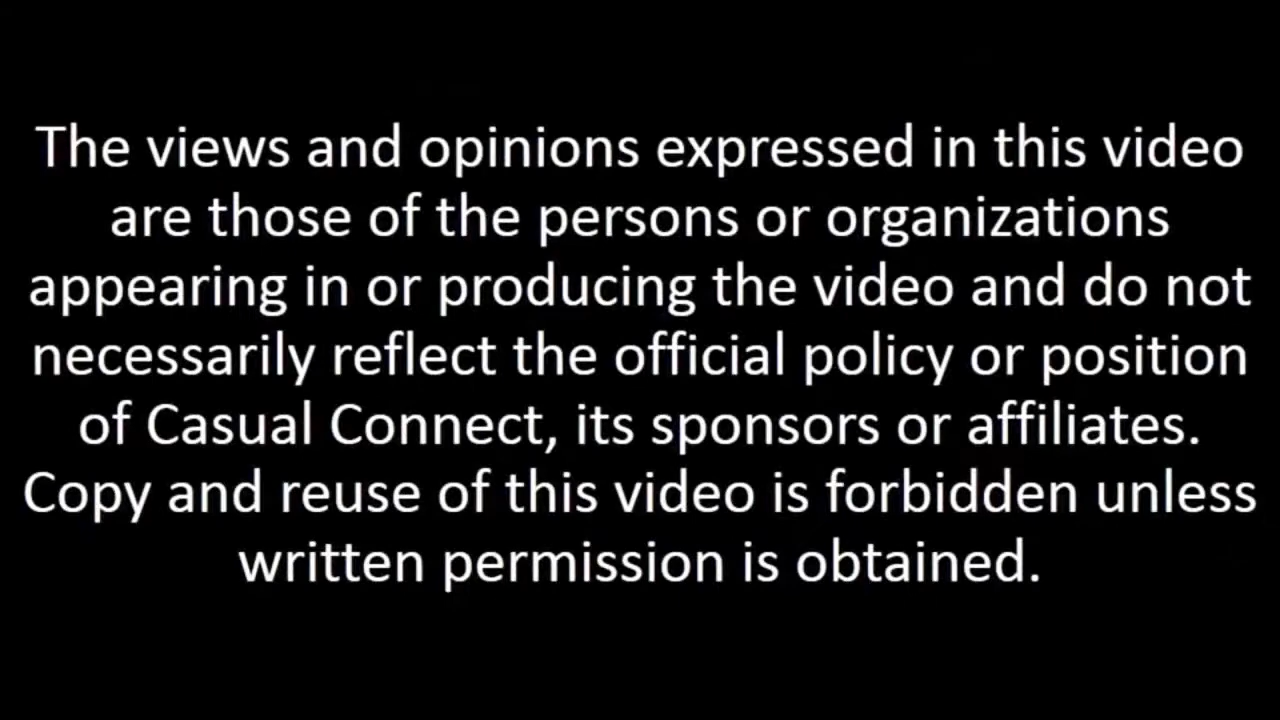 The views and opinions expressed in this video
are those of the persons or organizations
appearing in or producing the video and do not
necessarily reflect the official policy or position
of Casual Connect, its sponsors or affiliates.
Copy and reuse of this video is forbidden unless
written permission is obtained.